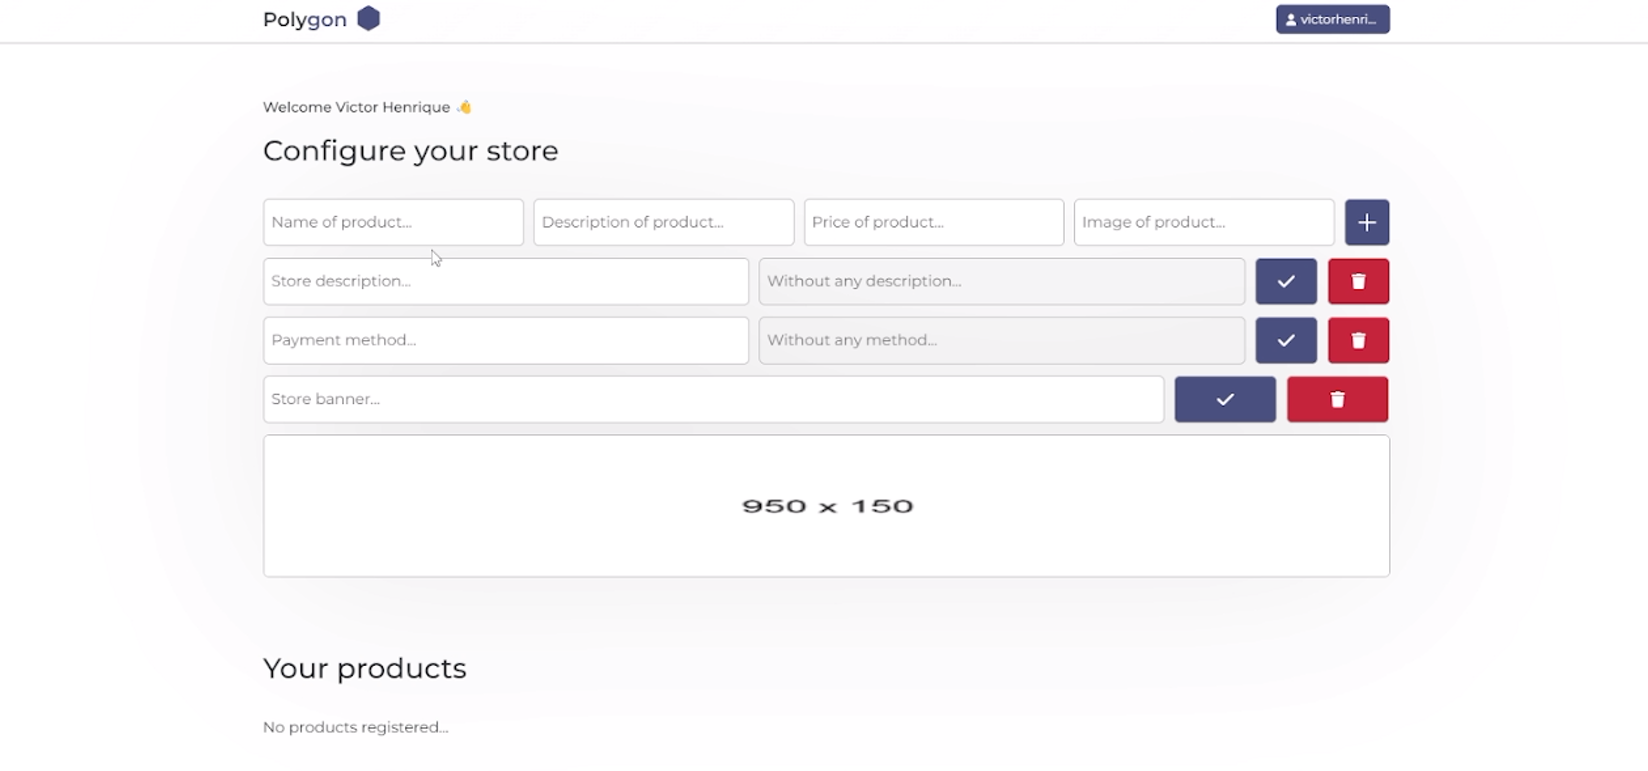 Polygon
victorhenri...
Welcome Victor Henrique 👋
Configure your store
Name of product... Description of product... Price of product... Image of product...
Store description... Without any description...
Payment method... Without any method...
Store banner...
950 x 150
Your products
No products registered...